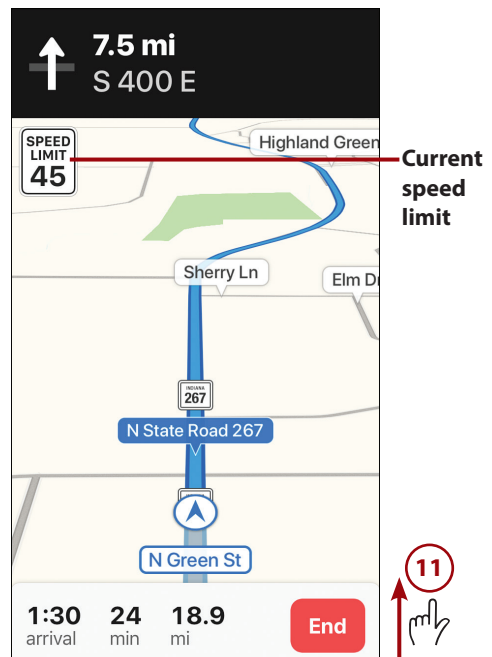 7.5 mi
S 400 E
SPEED
LIMIT
45
Highland Green
Current
speed
limit
Sherry Ln
Elm D
INDIANA
267
N State Road 267
N Green St
11
1:30 24 18.9
arrival min mi
End